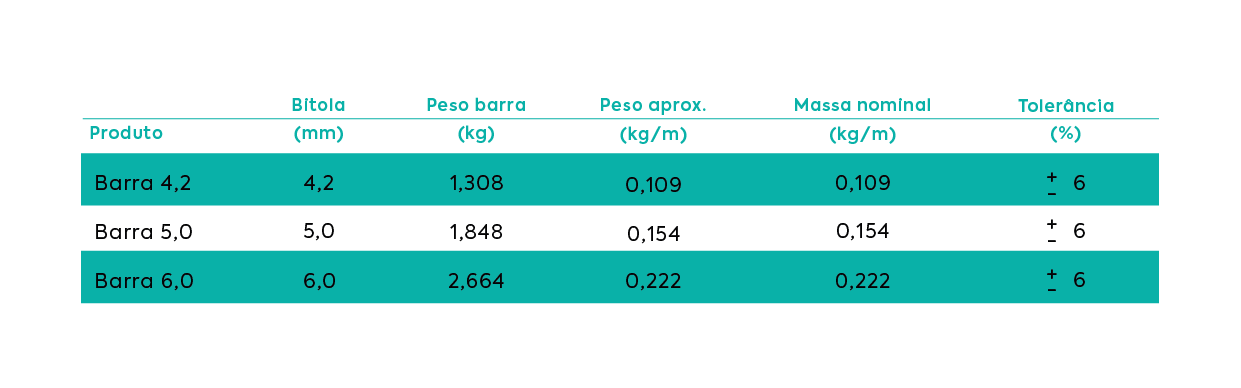 Bitola Peso barra Peso aprox. Massa nominal Tolerância
Produto (mm) (kg) (kg/m) (kg/m) (%)
Barra 4,2 4,2 1,308 0,109 0,109 + - 6
Barra 5,0 5,0 1,848 0,154 0,154 + - 6
Barra 6,0 6,0 2,664 0,222 0,222 + - 6